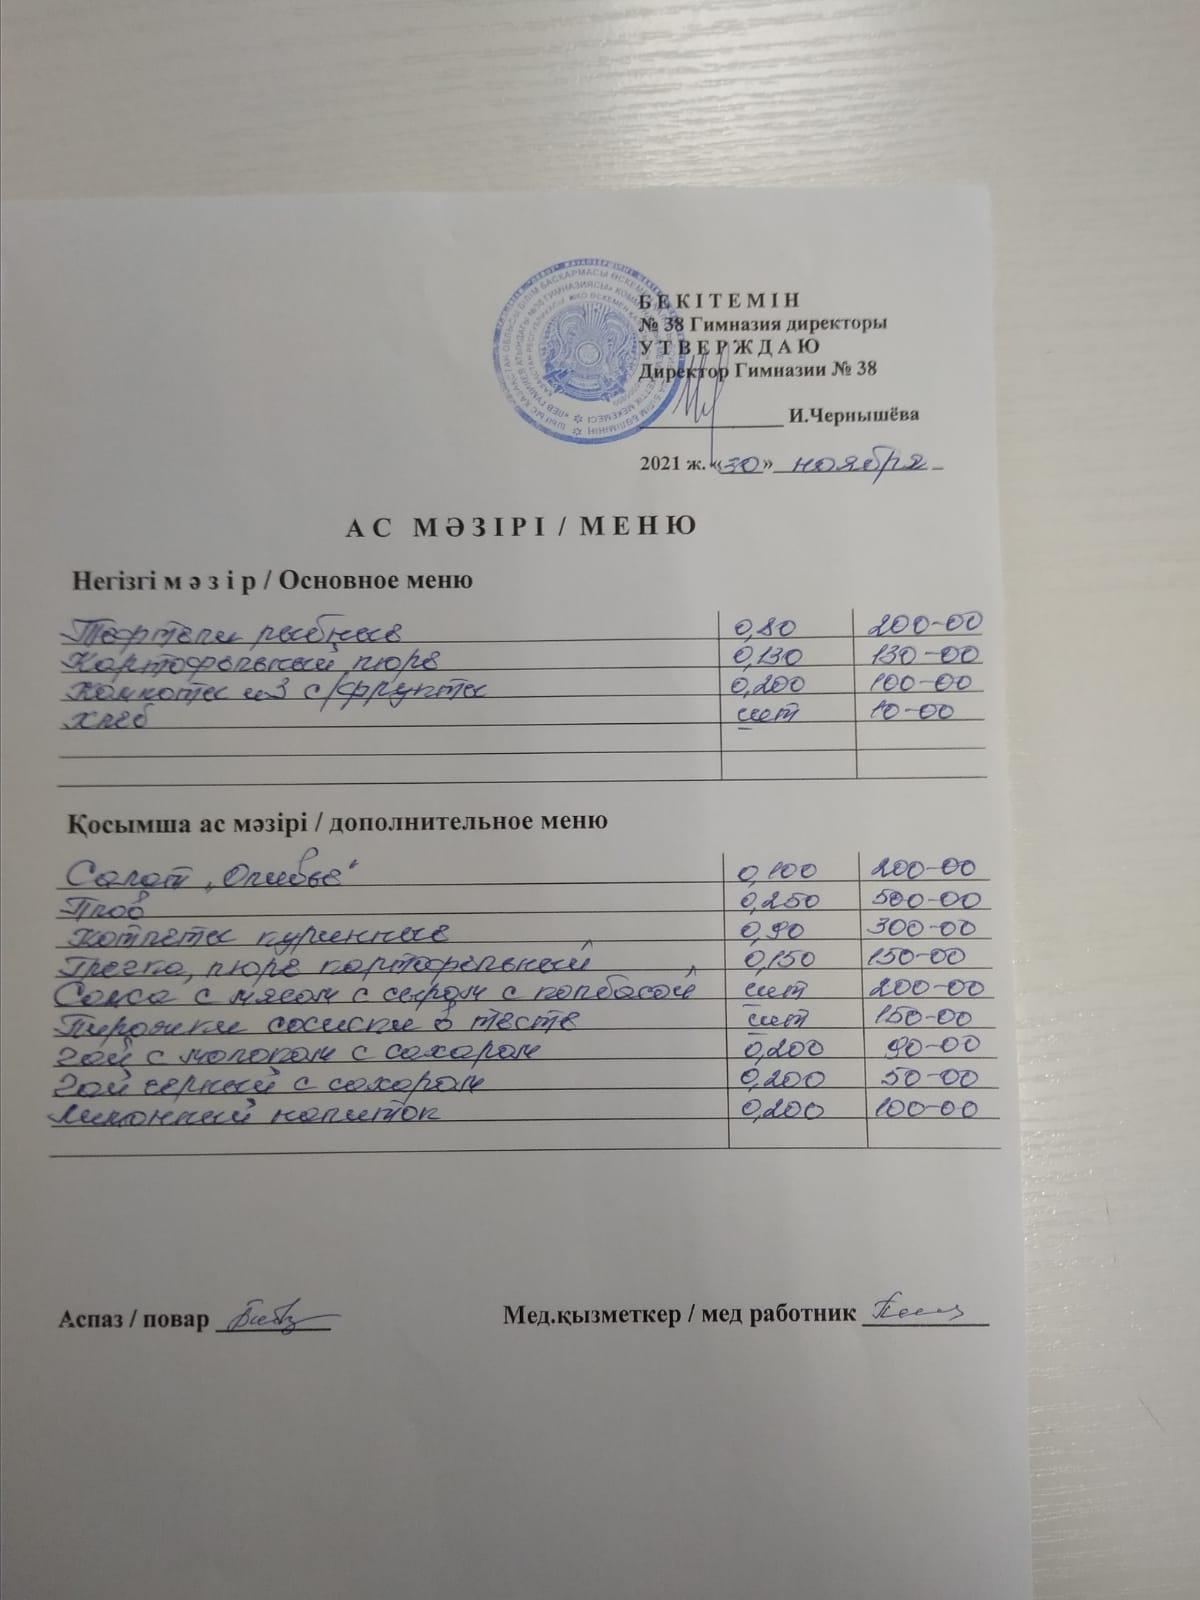 БЕКІТЕМІН
№ 38 Гимназия директоры
УТВЕРЖДАЮ
Директор Гимназии № 38
И.Чернышёва
2021 ж. «30» ноября
АС МӘЗІРІ / МЕНЮ
Негізгі мәзір / Основное меню
Тефтели рыбные 0,80 200-00
Картофельный пюре 0,130 130-00
Компоты из с/фрукты 0,200 100-00
хлеб шт 10-00
Қосымша ас мәзірі / дополнительное меню
Салат „Оливье" 0,100 200-00
Плов 0,250 500-00
Котлеты куринные 0,90 300-00
Гречка, пюре картофельный 0,150 150-00
Самса с мясом с сыром с колбасой шт 200-00
Пирожки сосиски в тесте шт 150-00
Чай с молоком с сахаром 0,200 90-00
Чай черный с сахаром 0,200 50-00
Лимонный напиток 0,200 100-00
Аспаз / повар
Мед.қызметкер / мед работник